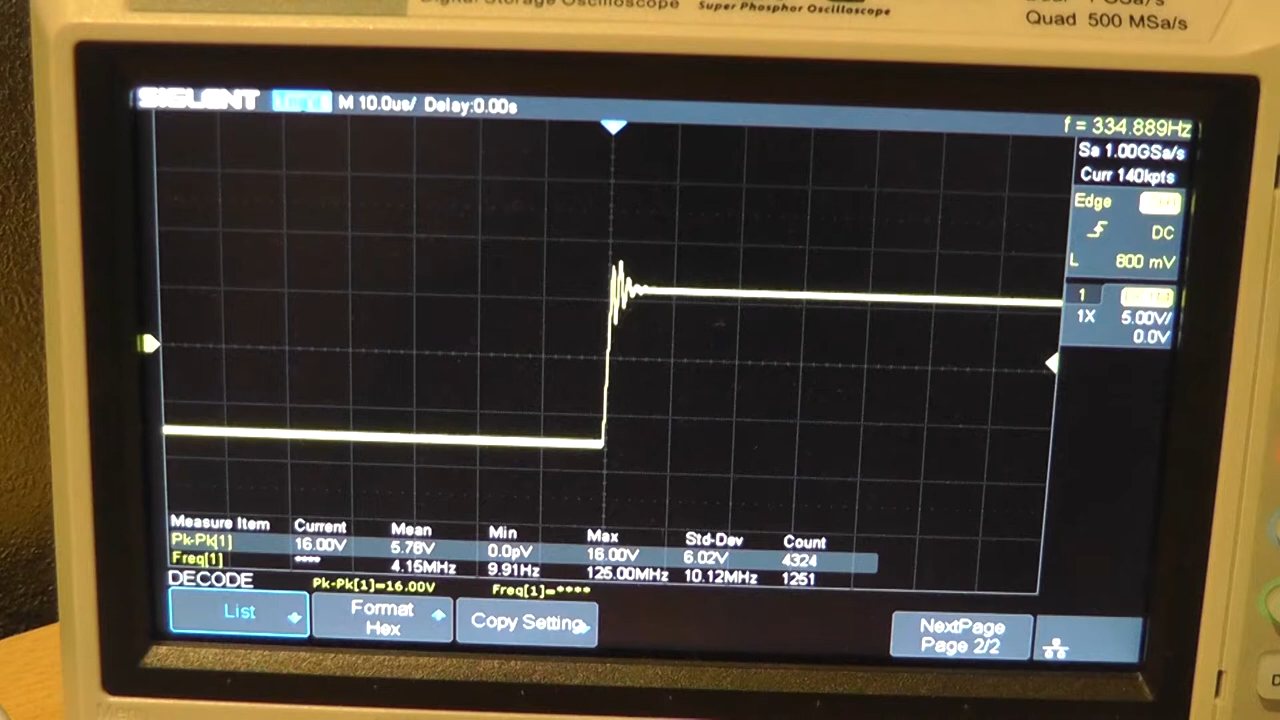 Digital Storage Oscilloscope
Super Phosphor Oscilloscope
Quad 500 MSa/s
SIGLENT
M 10.0us/ Delay:0.00s
f = 334.889Hz
Sa 1.00GSa/s
Curr 140kpts
Edge
DC
L 800 mV
1
1X 5.00V/
0.0V
Measure Item Current Mean Min Max Std-Dev Count
Pk-Pk[1] 16.00V 5.78V 0.0pV 16.00V 6.02V 4324
Freq[1] **** 4.15MHz 9.91Hz 125.00MHz 10.12MHz 1251
DECODE
Pk-Pk[1]=16.00V Freq[1]=****
List
Format
Hex
Copy Setting
NextPage
Page 2/2